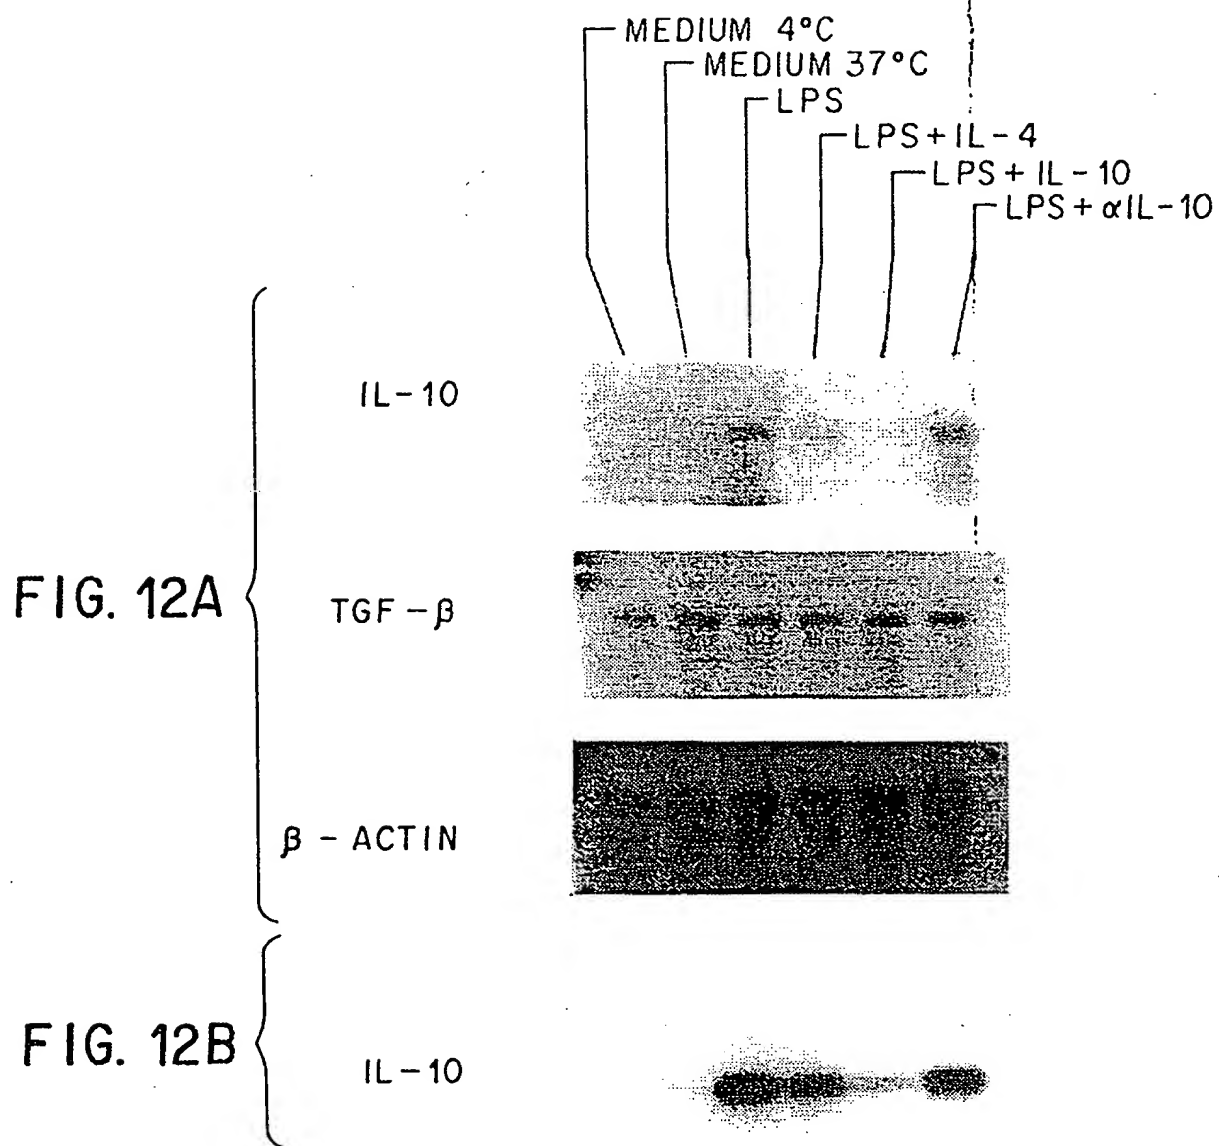 MEDIUM 4°C
MEDIUM 37°C
LPS
LPS + IL-4
LPS + IL-10
LPS + αIL-10
IL-10
FIG. 12A
TGF-β
β-ACTIN
FIG. 12B
IL-10